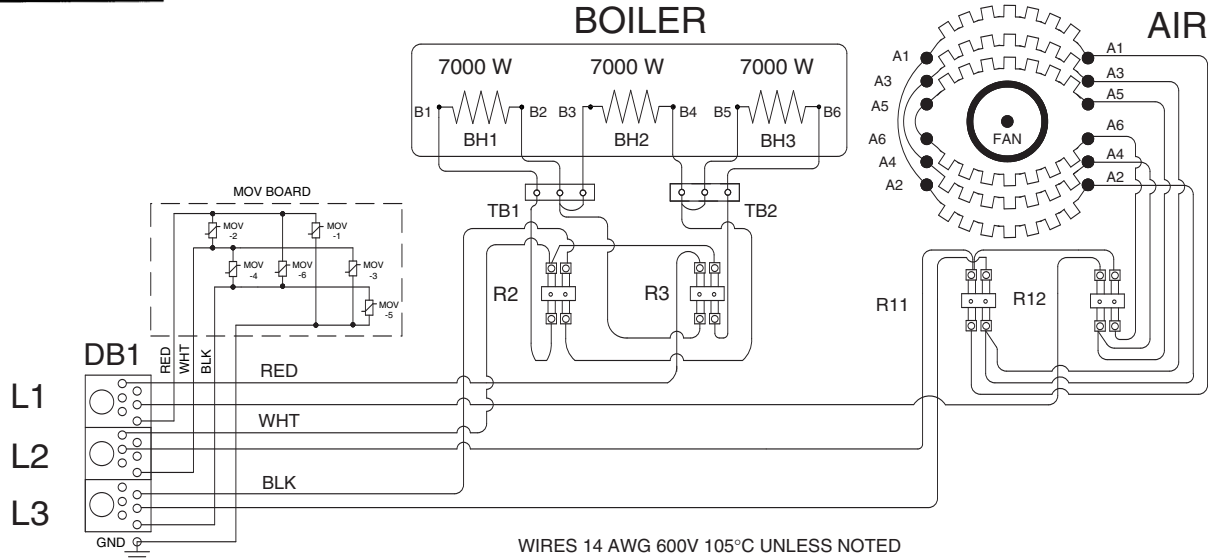 BOILER
AIR
7000 W 7000 W 7000 W
B1 B2 B3 B4 B5 B6
BH1 BH2 BH3
TB1 TB2
R2 R3
A1 A1
A3 A3
A5 A5
FAN
A6 A6
A4 A4
A2 A2
R11 R12
MOV BOARD
MOV -2
MOV -1
MOV -4
MOV -6
MOV -3
MOV -5
DB1
RED
WHT
BLK
L1
RED
L2
WHT
L3
BLK
GND
WIRES 14 AWG 600V 105°C UNLESS NOTED